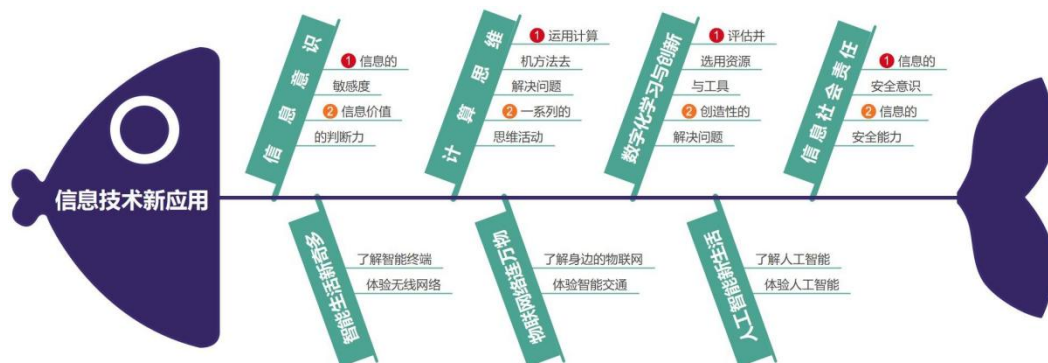 信息技术新应用
信息意识
1 信息的
敏感度
2 信息价值
的判断力
计算思维
1 运用计算
机方法去
解决问题
2 一系列的
思维活动
数字化学习与创新
1 评估并
选用资源
与工具
2 创造性的
解决问题
信息社会责任
1 信息的
安全意识
2 信息的
安全能力
智能生活新奇多
了解智能终端
体验无线网络
物联网络连万物
了解身边的物联网
体验智能交通
人工智能新生活
了解人工智能
体验人工智能